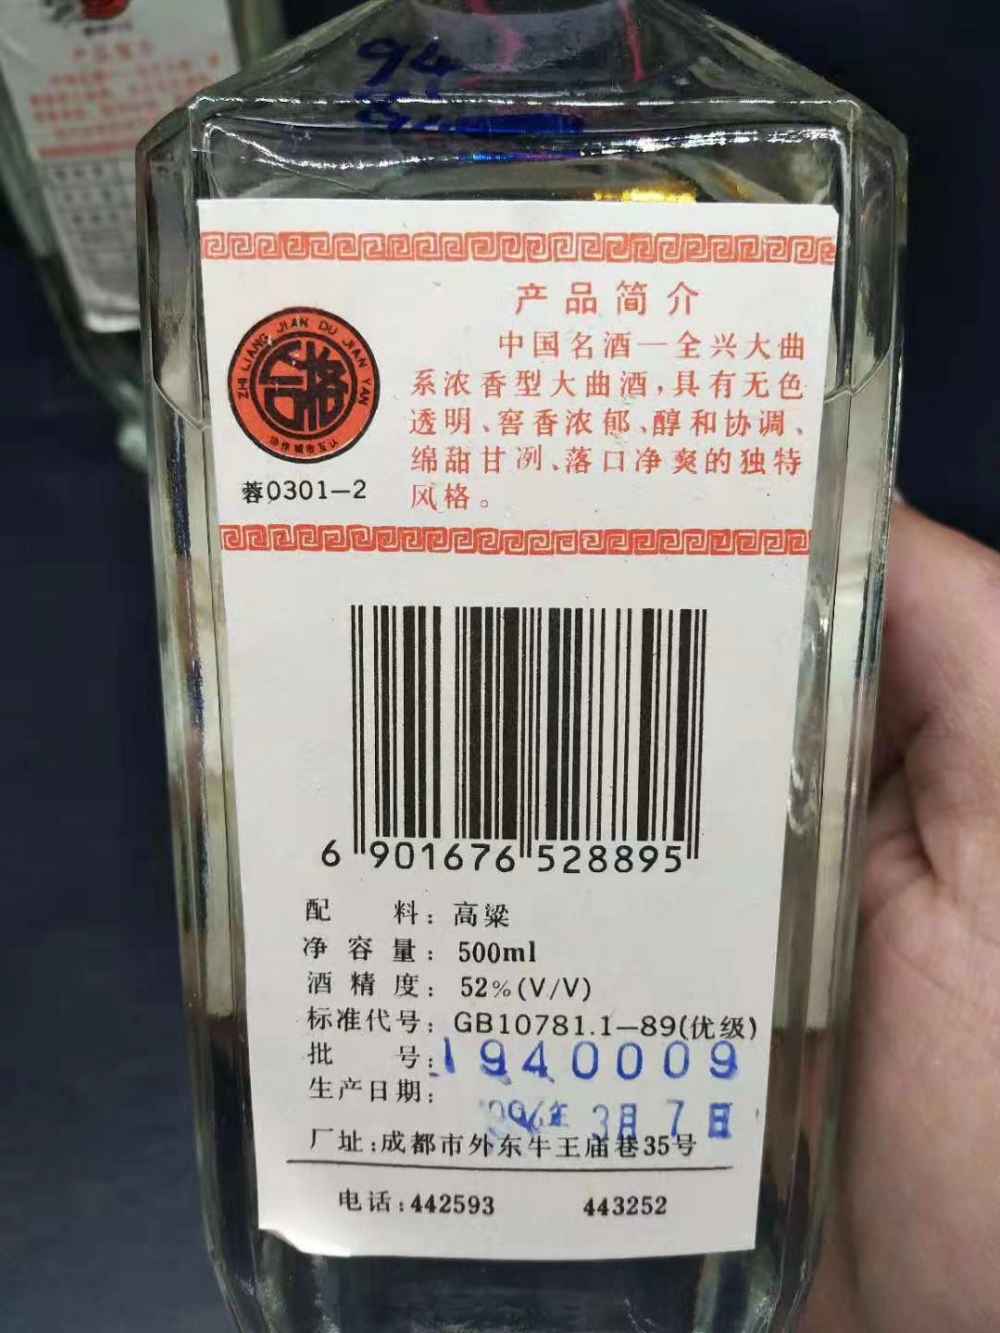 94
产品简介
中国名酒—全兴大曲
系浓香型大曲酒，具有无色
透明、窖香浓郁、醇和协调、
绵甜甘冽、落口净爽的独特
风格。
ZHI LIANG JIAN DU JIAN YAN
蓉0301—2
6 901676 528895
配料：高粱
净容量：500ml
酒精度：52%(V/V)
标准代号：GB10781.1—89(优级)
批号：1940009
生产日期：
3月7日
厂址：成都市外东牛王庙巷35号
电话：442593 443252